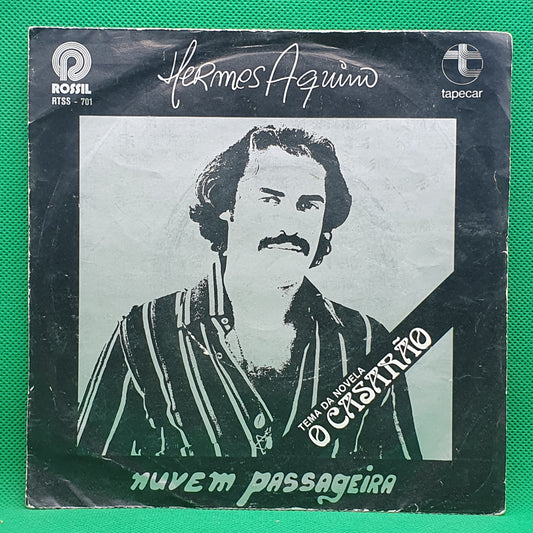 ROSSIL
RTSS - 701
Hermes Aquino
tapecar
TEMA DA NOVELA
O CASARÃO
nuvem passageira